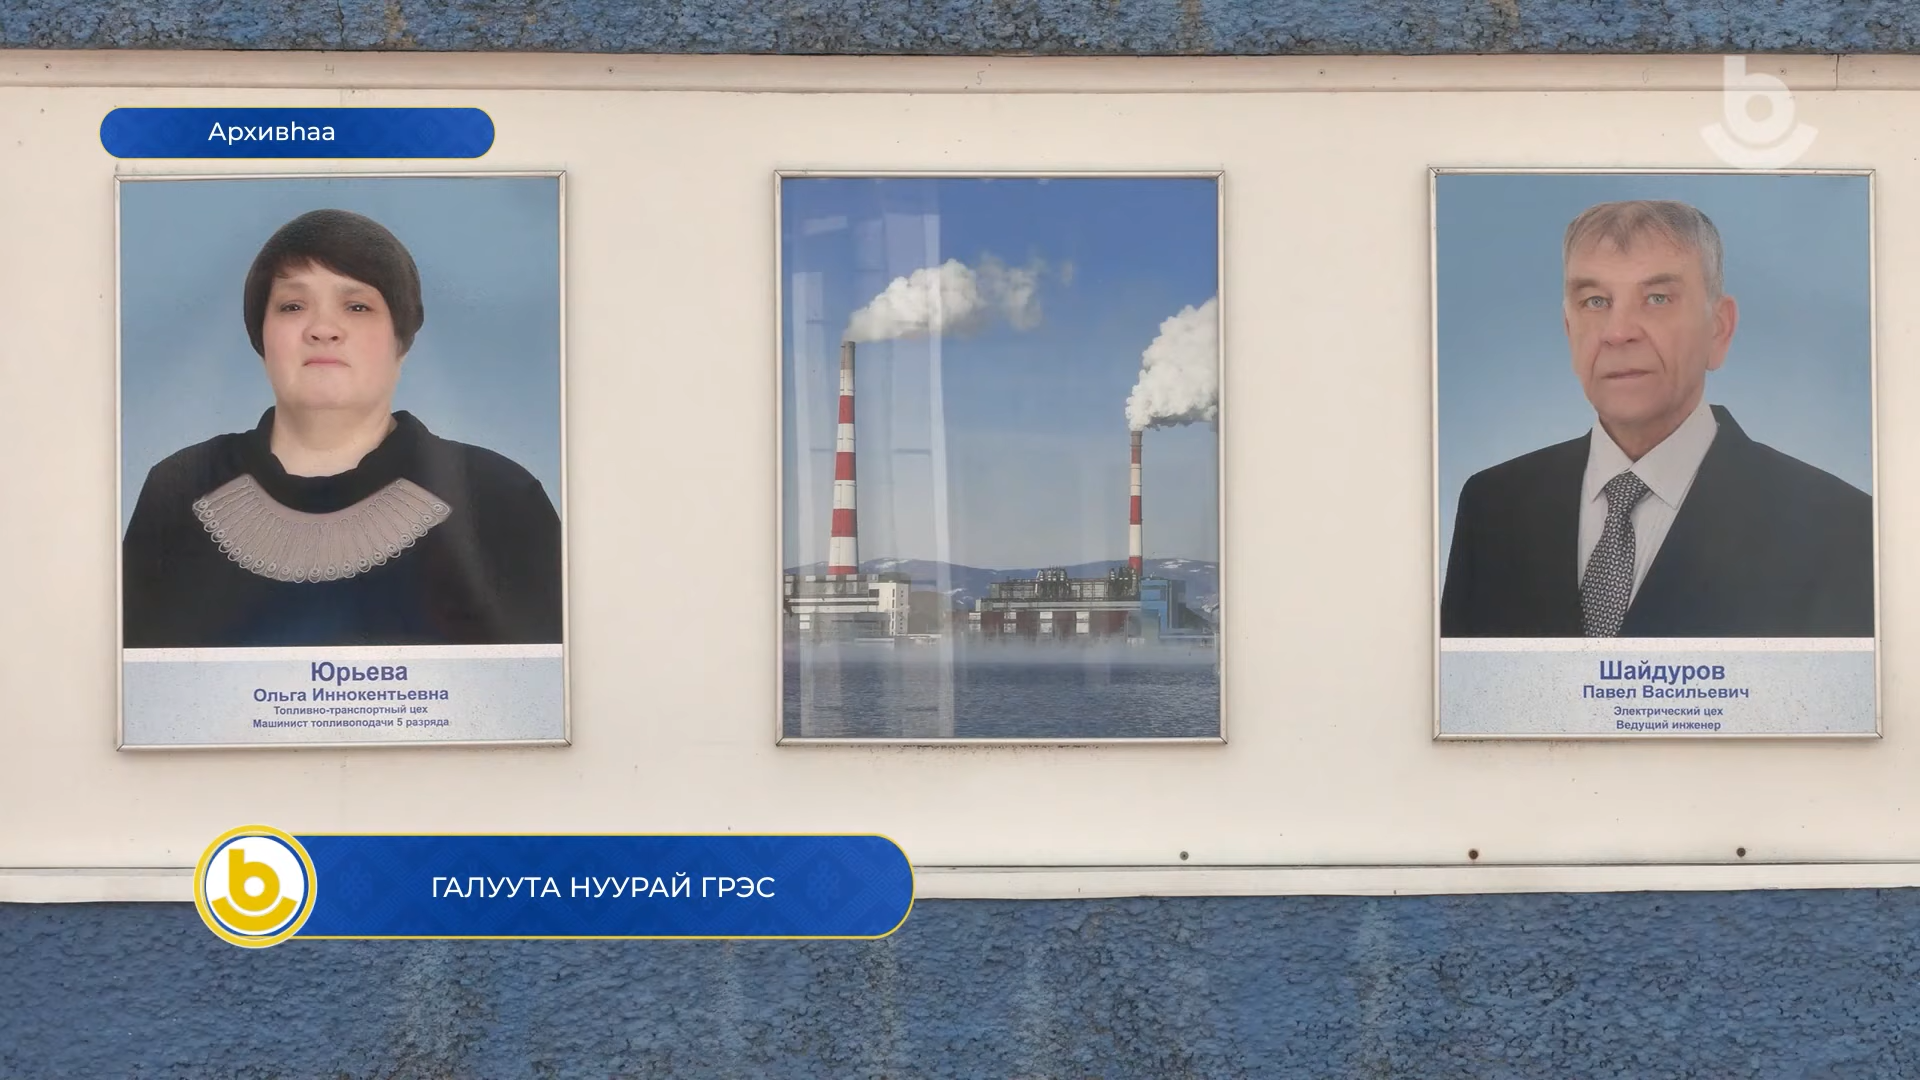 Архивһаа
Юрьева
Ольга Иннокентьевна
Топливно-транспортный цех
Машинист топливоподачи 5 разряда
Шайдуров
Павел Васильевич
Электрический цех
Ведущий инженер
ГАЛУУТА НУУРАЙ ГРЭС